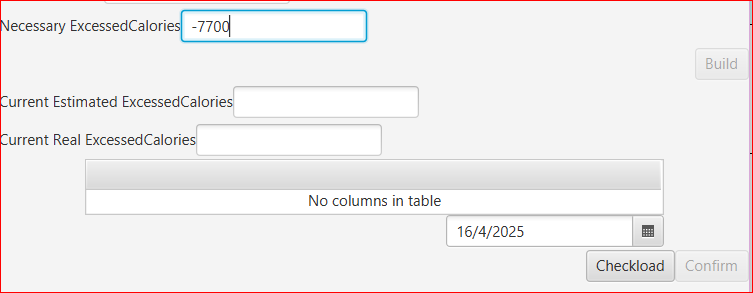 Necessary ExcessedCalories -7700
Build
Current Estimated ExcessedCalories
Current Real ExcessedCalories
No columns in table
16/4/2025
Checkload Confirm